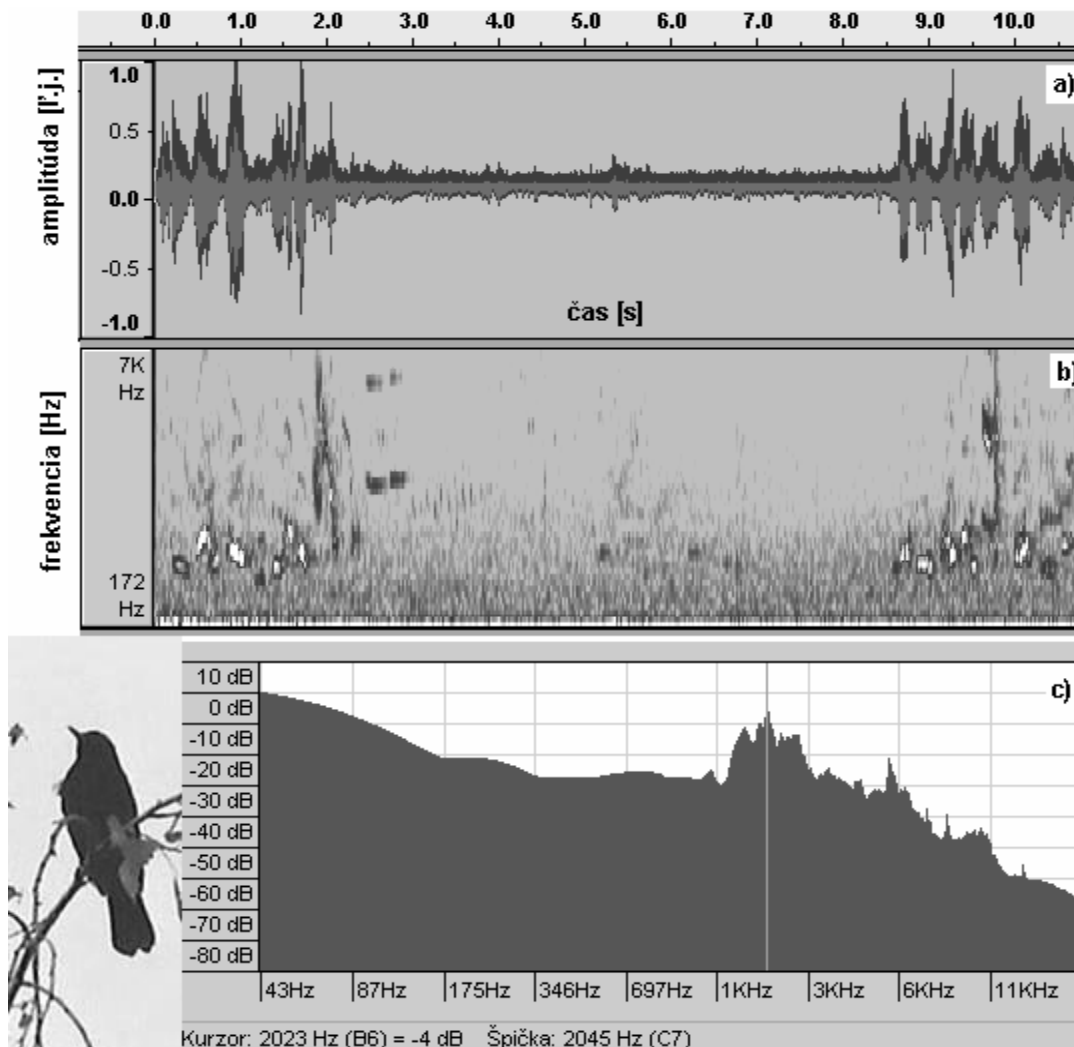 0.0 1.0 2.0 3.0 4.0 5.0 6.0 7.0 8.0 9.0 10.0
a)
amplitúda [ľ.j.]
1.0
0.5
0.0
-0.5
-1.0
čas [s]
b)
frekvencia [Hz]
7K
Hz
172
Hz
c)
10 dB
0 dB
-10 dB
-20 dB
-30 dB
-40 dB
-50 dB
-60 dB
-70 dB
-80 dB
43Hz 87Hz 175Hz 346Hz 697Hz 1KHz 3KHz 6KHz 11KHz
Kurzor: 2023 Hz (B6) = -4 dB Špička: 2045 Hz (C7)